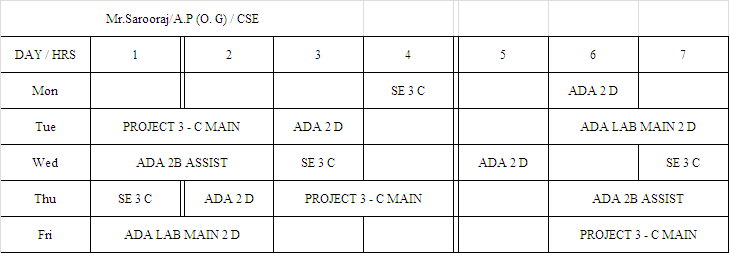 Mr.Sarooraj/A.P (O. G) / CSE
DAY / HRS 1 2 3 4 5 6 7
Mon SE 3 C ADA 2 D
Tue PROJECT 3 - C MAIN ADA 2 D ADA LAB MAIN 2 D
Wed ADA 2B ASSIST SE 3 C ADA 2 D SE 3 C
Thu SE 3 C ADA 2 D PROJECT 3 - C MAIN ADA 2B ASSIST
Fri ADA LAB MAIN 2 D PROJECT 3 - C MAIN